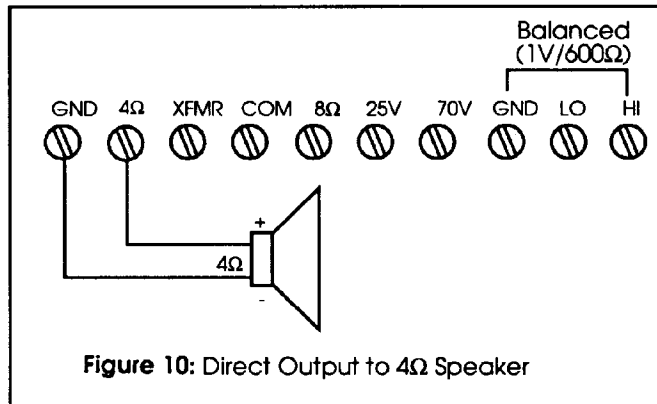 Balanced
(1V/600Ω)
GND 4Ω XFMR COM 8Ω 25V 70V GND LO HI
+
4Ω
-
Figure 10: Direct Output to 4Ω Speaker